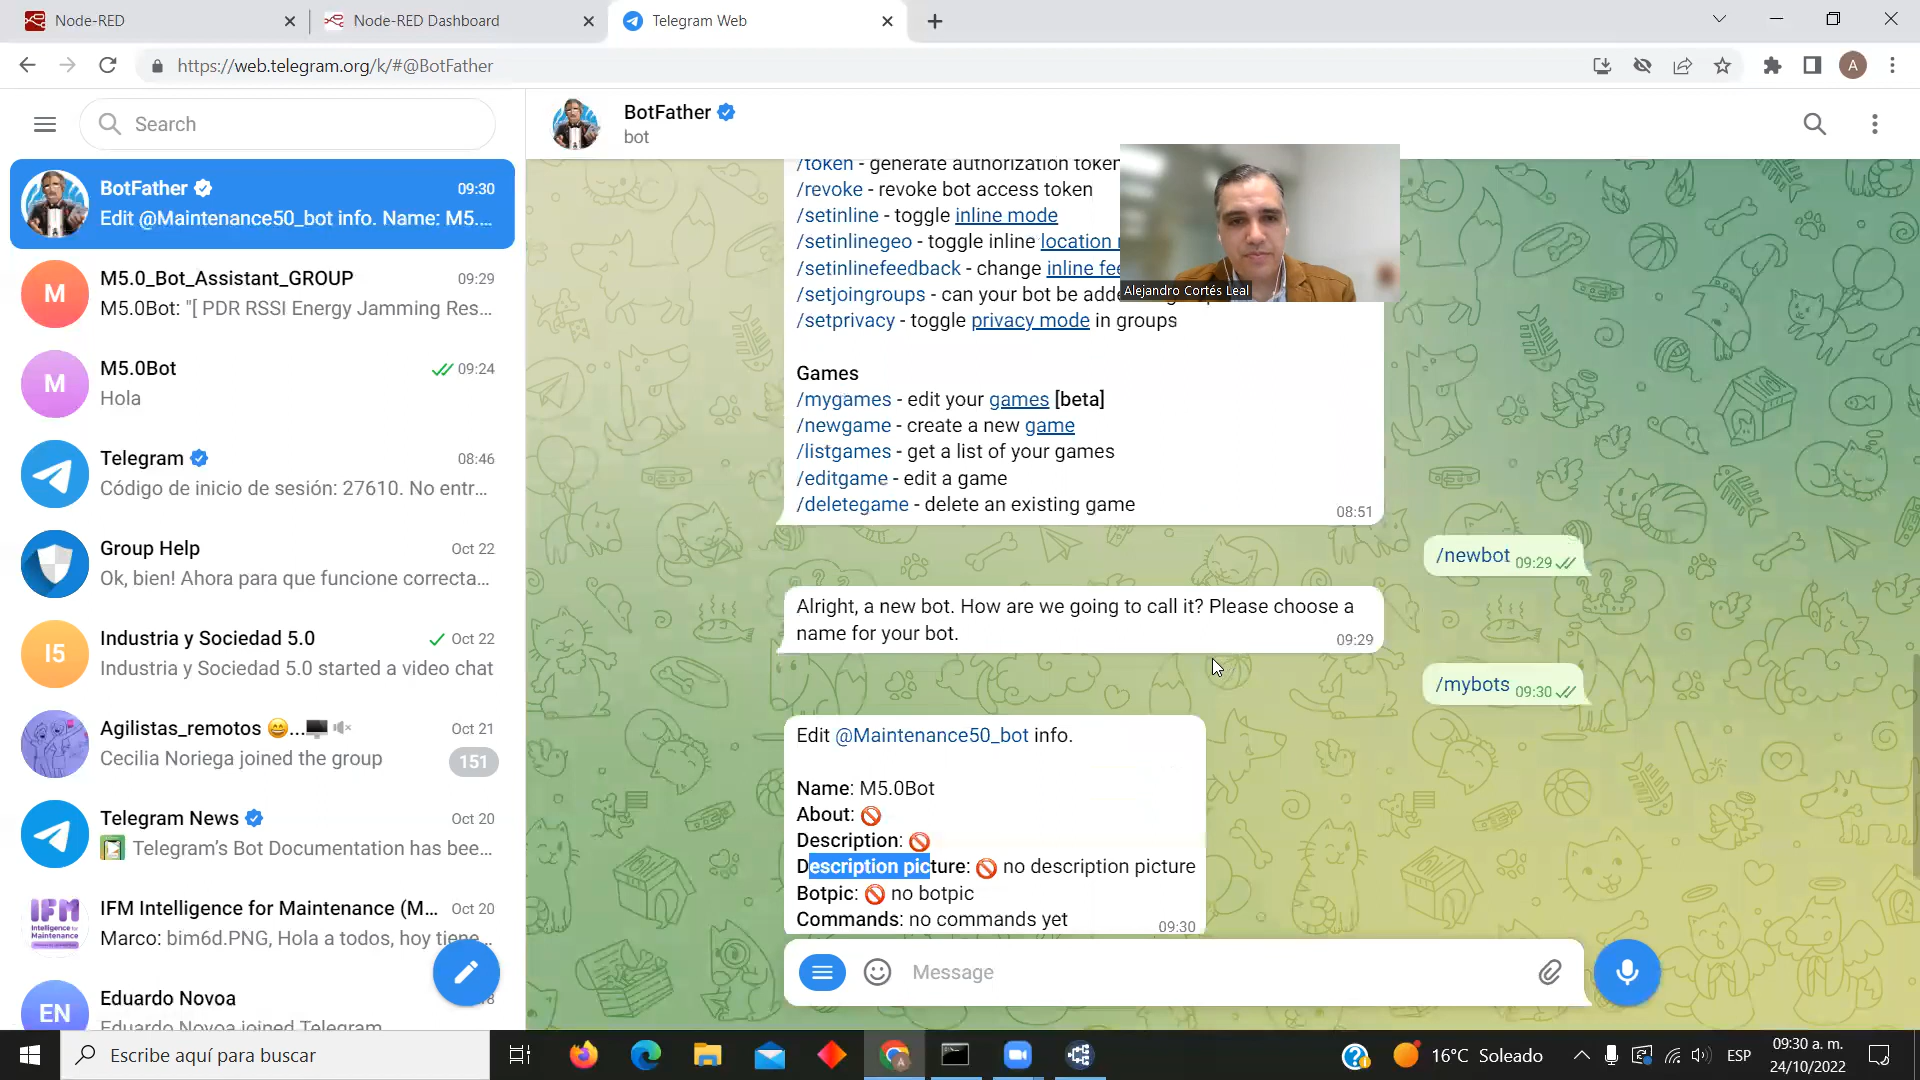 Node-RED
Node-RED Dashboard
Telegram Web
https://web.telegram.org/k/#@BotFather
A
Search
BotFather
09:30
Edit @Maintenance50_bot info. Name: M5....
M
M5.0_Bot_Assistant_GROUP
09:29
M5.0Bot: "[ PDR RSSI Energy Jamming Res...
M
M5.0Bot
09:24
Hola
Telegram
08:46
Código de inicio de sesión: 27610. No entr...
Group Help
Oct 22
Ok, bien! Ahora para que funcione correcta...
I5
Industria y Sociedad 5.0
Oct 22
Industria y Sociedad 5.0 started a video chat
Agilistas_remotos 😄...🖥️
Oct 21
Cecilia Noriega joined the group
151
Telegram News
Oct 20
Telegram's Bot Documentation has bee...
IFM
Intelligence for
Maintenance
IFM Intelligence for Maintenance (M...
Oct 20
Marco: bim6d.PNG, Hola a todos, hoy tiene...
EN
Eduardo Novoa
8
Eduardo Novoa joined Telegram
BotFather
bot
/token - generate authorization token
/revoke - revoke bot access token
/setinline - toggle inline mode
/setinlinegeo - toggle inline location
/setinlinefeedback - change inline fee
/setjoingroups - can your bot be adde
/setprivacy - toggle privacy mode in groups
Alejandro Cortés Leal
Games
/mygames - edit your games [beta]
/newgame - create a new game
/listgames - get a list of your games
/editgame - edit a game
/deletegame - delete an existing game
08:51
/newbot 09:29
Alright, a new bot. How are we going to call it? Please choose a
name for your bot.
09:29
/mybots 09:30
Edit @Maintenance50_bot info.
Name: M5.0Bot
About: 🚫
Description: 🚫
Description picture: 🚫 no description picture
Botpic: 🚫 no botpic
Commands: no commands yet
09:30
Message
Escribe aquí para buscar
16°C Soleado
ESP
09:30 a. m.
24/10/2022